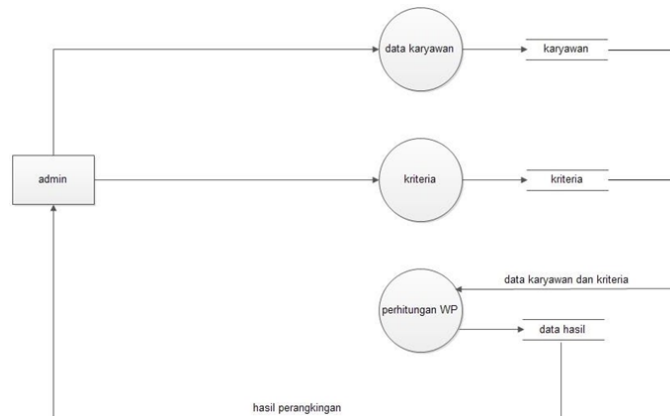 data karyawan
karyawan
admin
kriteria
kriteria
data karyawan dan kriteria
perhitungan WP
data hasil
hasil perangkingan